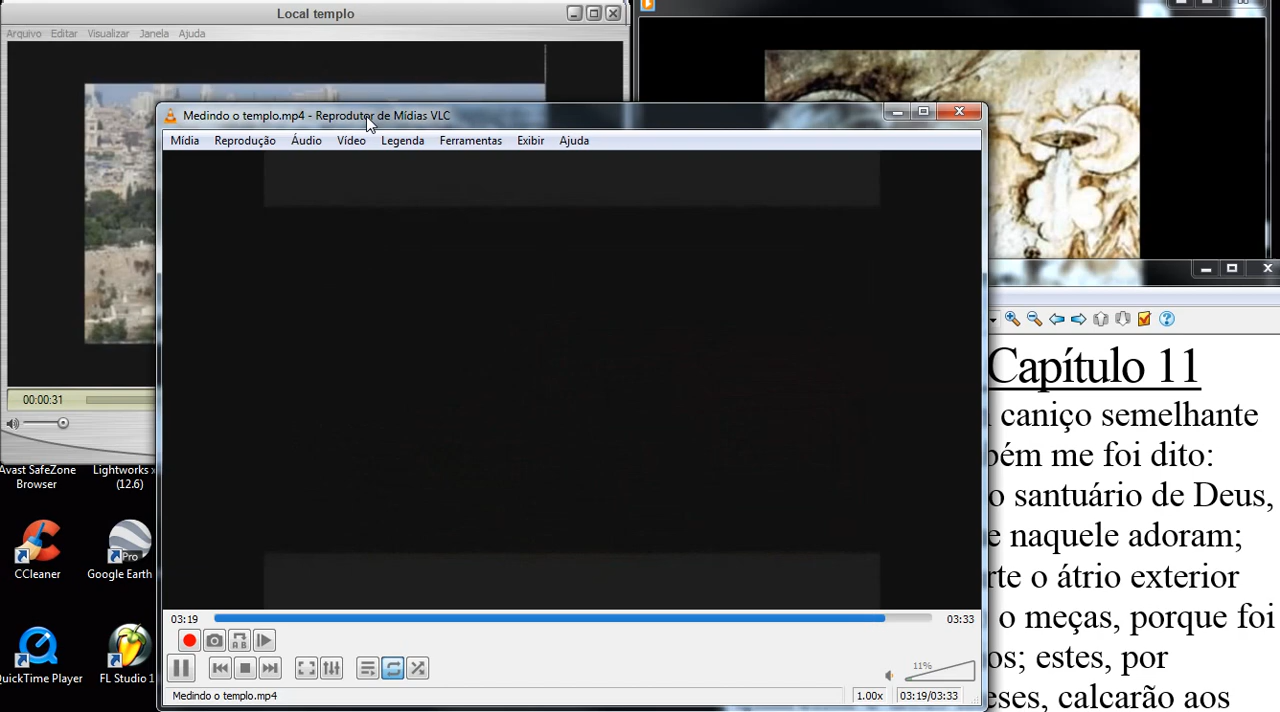 Local templo
Arquivo Editar Visualizar Janela Ajuda
Medindo o templo.mp4 - Reprodutor de Mídias VLC
Mídia Reprodução Áudio Vídeo Legenda Ferramentas Exibir Ajuda
00:00:31
Capítulo 11
caniço semelhante
bém me foi dito:
o santuário de Deus,
e naquele adoram;
rte o átrio exterior
o meças, porque foi
os; estes, por
eses, calcarão aos
Avast SafeZone
Browser
Lightworks x
(12.6)
CCleaner
Pro
Google Earth
QuickTime Player
FL Studio 1
03:19
03:33
A B
11%
Medindo o templo.mp4
1.00x
03:19/03:33